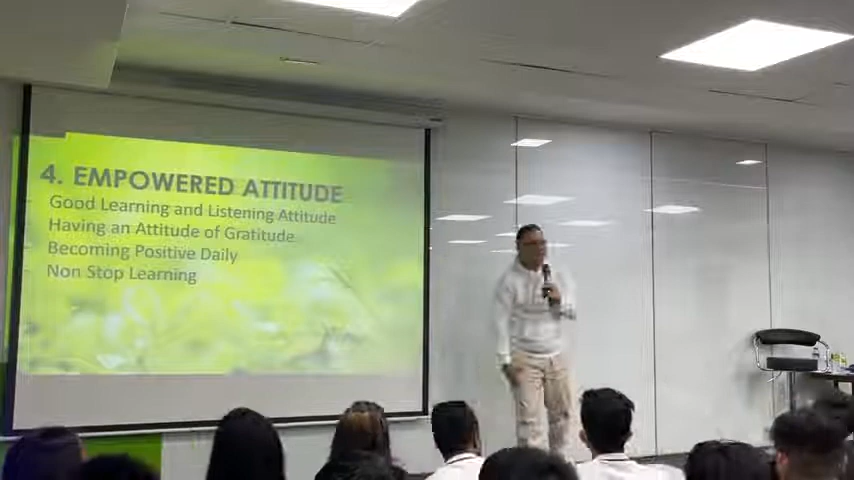 4. EMPOWERED ATTITUDE
Good Learning and Listening Attitude
Having an Attitude of Gratitude
Becoming Positive Daily
Non Stop Learning